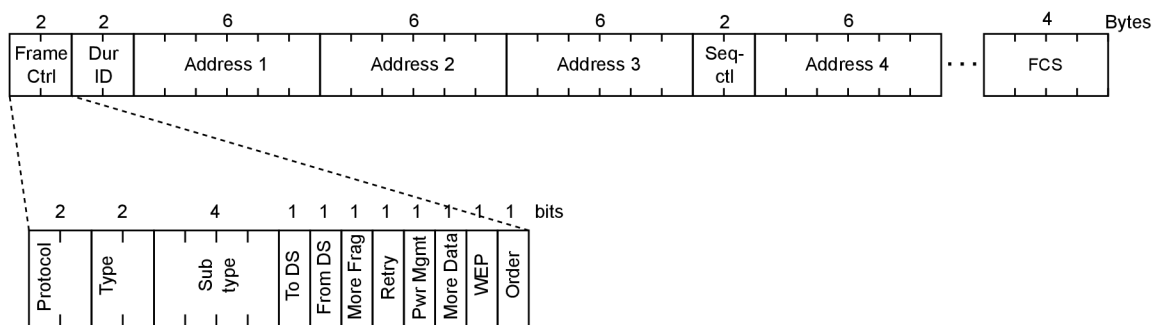 2 2 6 6 6 2 6 4 Bytes
Frame Ctrl
Dur ID
Address 1
Address 2
Address 3
Seq-ctl
Address 4
...
FCS
2 2 4 1 1 1 1 1 1 1 1 bits
Protocol
Type
Sub type
To DS
From DS
More Frag
Retry
Pwr Mgmt
More Data
WEP
Order